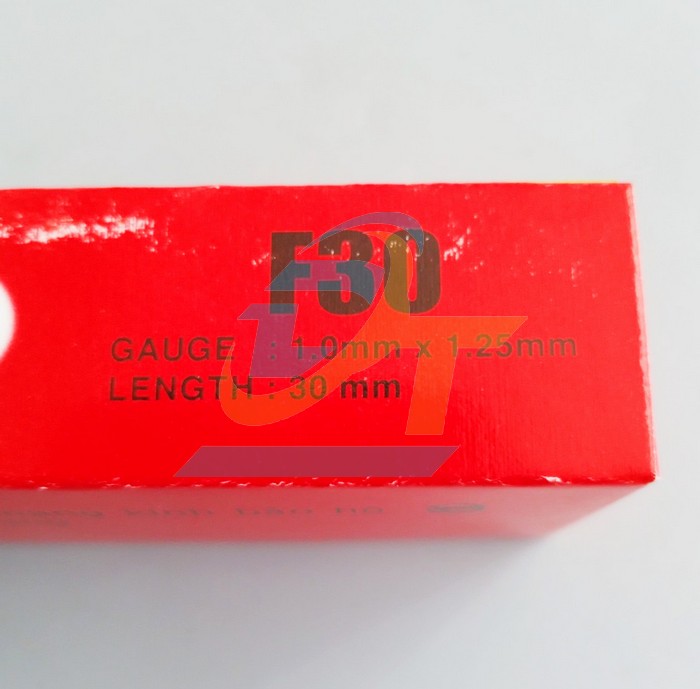 F30
GAUGE : 1.0mm x 1.25mm
LENGTH : 30 mm